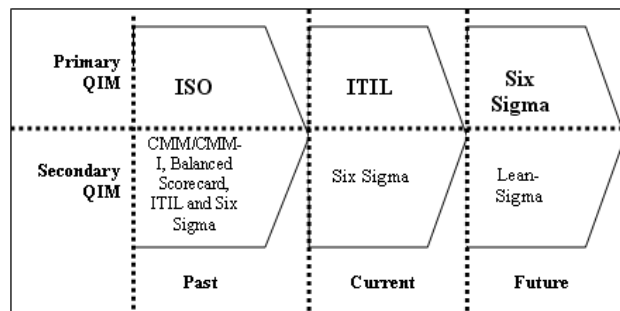 Primary
QIM
ISO
ITIL
Six
Sigma
Secondary
QIM
CMM/CMM-
I, Balanced
Scorecard,
ITIL and Six
Sigma
Six Sigma
Lean-
Sigma
Past
Current
Future